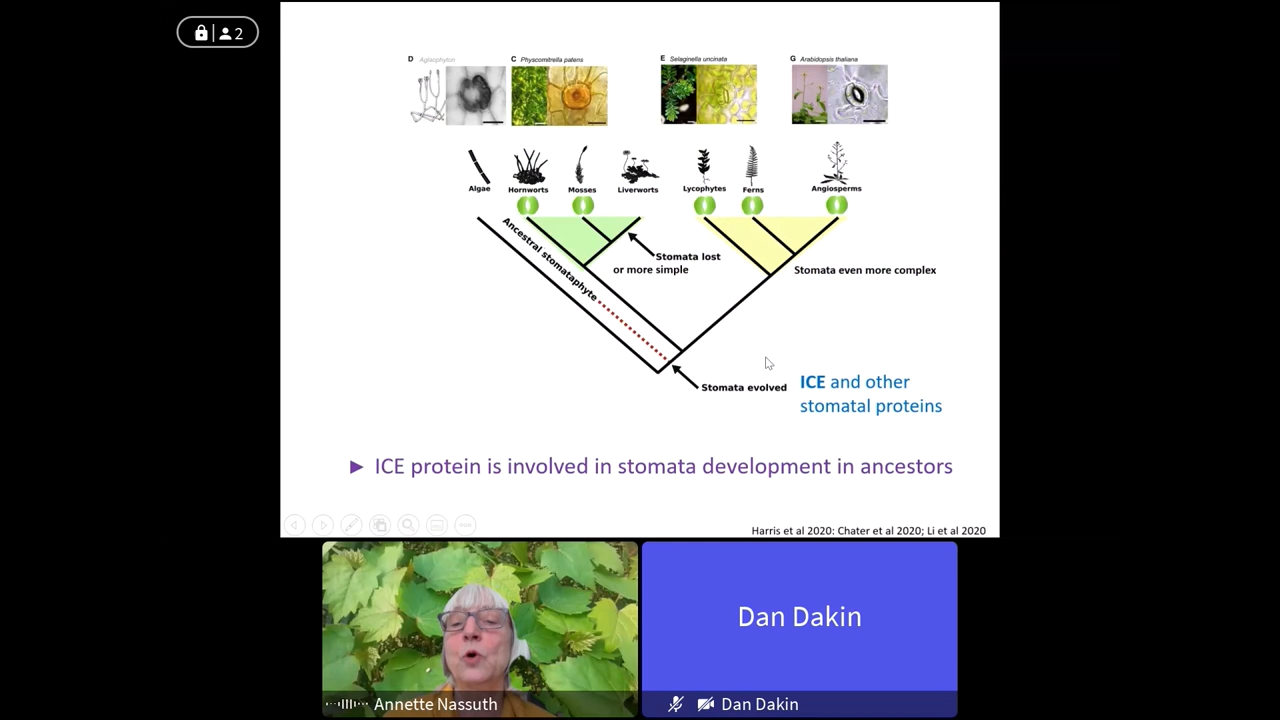 2
D Aglaophyton
C Physcomitrella patens
E Selaginella uncinata
G Arabidopsis thaliana
Algae
Hornworts
Mosses
Liverworts
Lycophytes
Ferns
Angiosperms
Ancestral stomataphyte
Stomata lost
or more simple
Stomata even more complex
Stomata evolved
ICE and other
stomatal proteins
► ICE protein is involved in stomata development in ancestors
Harris et al 2020: Chater et al 2020; Li et al 2020
Dan Dakin
Annette Nassuth
Dan Dakin